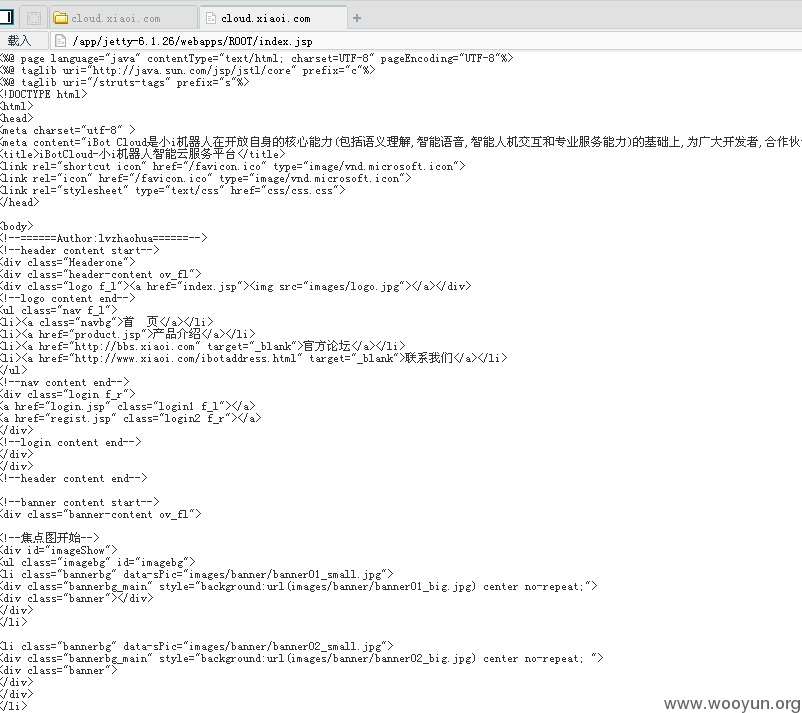 cloud.xiaoi.com
cloud.xiaoi.com
+
载入
/app/jetty-6.1.26/webapps/ROOT/index.jsp
<%@ page language="java" contentType="text/html; charset=UTF-8" pageEncoding="UTF-8"%>
<%@ taglib uri="http://java.sun.com/jsp/jstl/core" prefix="c"%>
<%@ taglib uri="/struts-tags" prefix="s"%>
<!DOCTYPE html>
<html>
<head>
<meta charset="utf-8" >
<meta content="iBot Cloud是小i机器人在开放自身的核心能力(包括语义理解,智能语音,智能人机交互和专业服务能力)的基础上,为广大开发者,合作伙
<title>iBotCloud-小i机器人智能云服务平台</title>
<link rel="shortcut icon" href="/favicon.ico" type="image/vnd.microsoft.icon">
<link rel="icon" href="/favicon.ico" type="image/vnd.microsoft.icon">
<link rel="stylesheet" type="text/css" href="css/css.css">
</head>
<body>
<!--======Author:lvzhaohua======-->
<!--header content start-->
<div class="Headerone">
<div class="header-content ov_fl">
<div class="logo f_l"><a href="index.jsp"><img src="images/logo.jpg"></a></div>
<!--logo content end-->
<ul class="nav f_l">
<li><a class="navbg">首　页</a></li>
<li><a href="product.jsp">产品介绍</a></li>
<li><a href="http://bbs.xiaoi.com" target="_blank">官方论坛</a></li>
<li><a href="http://www.xiaoi.com/ibotaddress.html" target="_blank">联系我们</a></li>
</ul>
<!--nav content end-->
<div class="login f_r">
<a href="login.jsp" class="login1 f_l"></a>
<a href="regist.jsp" class="login2 f_r"></a>
</div>
<!--login content end-->
</div>
</div>
<!--header content end-->
<!--banner content start-->
<div class="banner-content ov_fl">
<!--焦点图开始-->
<div id="imageShow">
<ul class="imagebg" id="imagebg">
<li class="bannerbg" data-sPic="images/banner/banner01_small.jpg">
<div class="bannerbg_main" style="background:url(images/banner/banner01_big.jpg) center no-repeat;">
<div class="banner"></div>
</div>
</li>
<li class="bannerbg" data-sPic="images/banner/banner02_small.jpg">
<div class="bannerbg_main" style="background:url(images/banner/banner02_big.jpg) center no-repeat; ">
<div class="banner">
</div>
</div>
</li>
www.wooyun.org